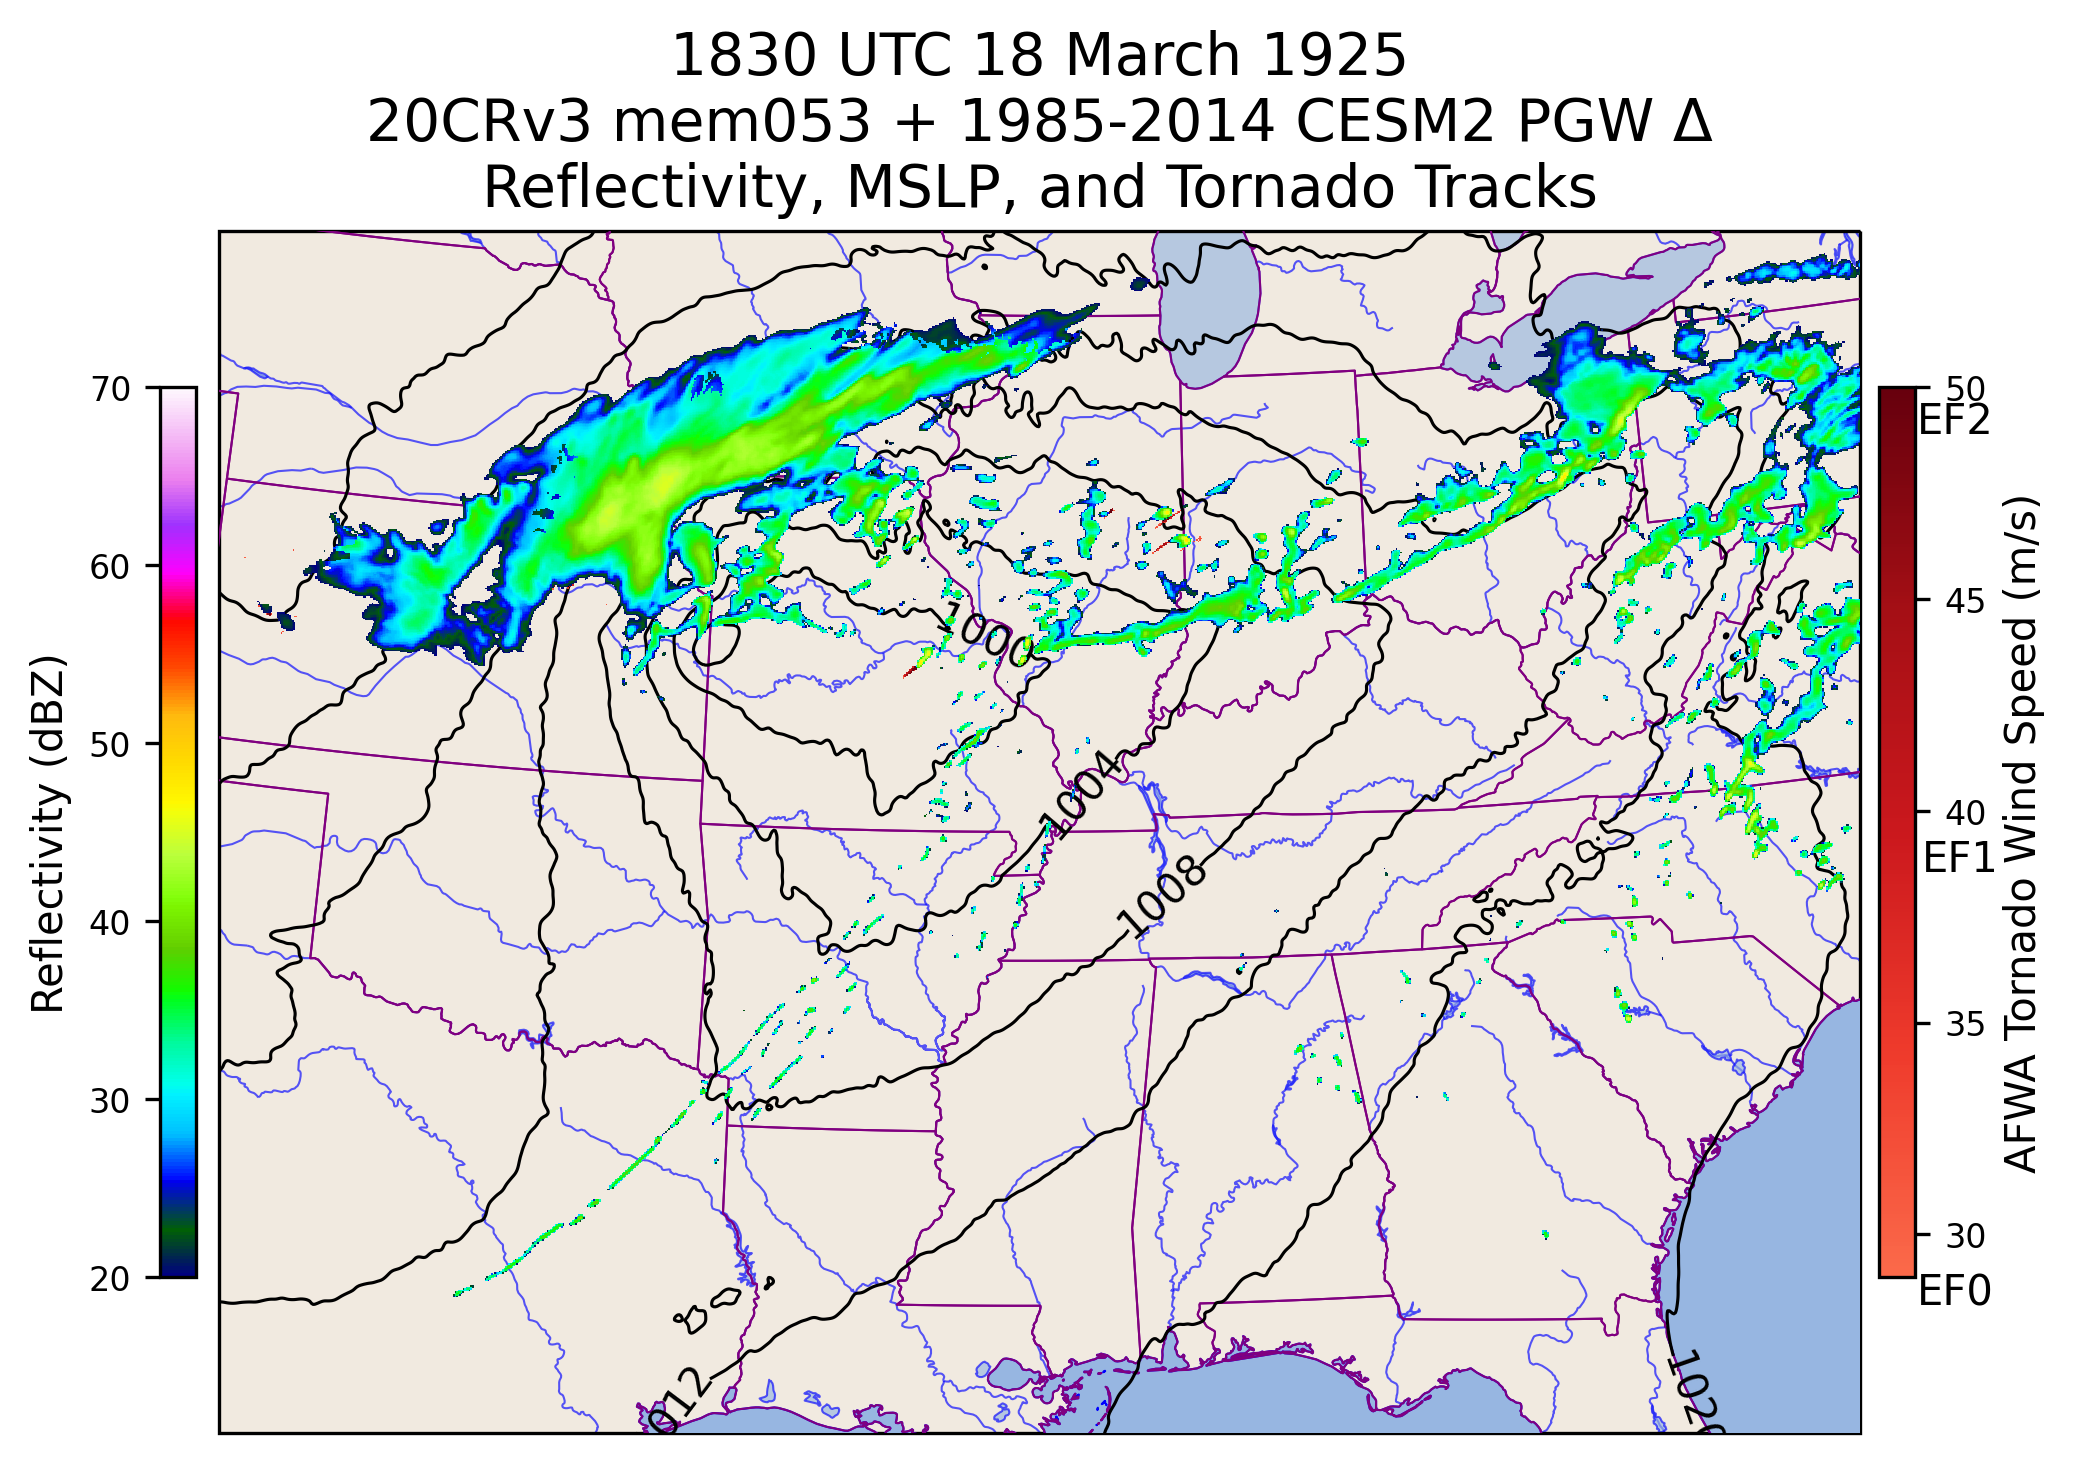 1830 UTC 18 March 1925
20CRv3 mem053 + 1985-2014 CESM2 PGW Δ
Reflectivity, MSLP, and Tornado Tracks
70
60
50
40
30
20
Reflectivity (dBZ)
1000
1004
1008
012
1020
50
EF2
45
40
EF1
35
30
EF0
AFWA Tornado Wind Speed (m/s)